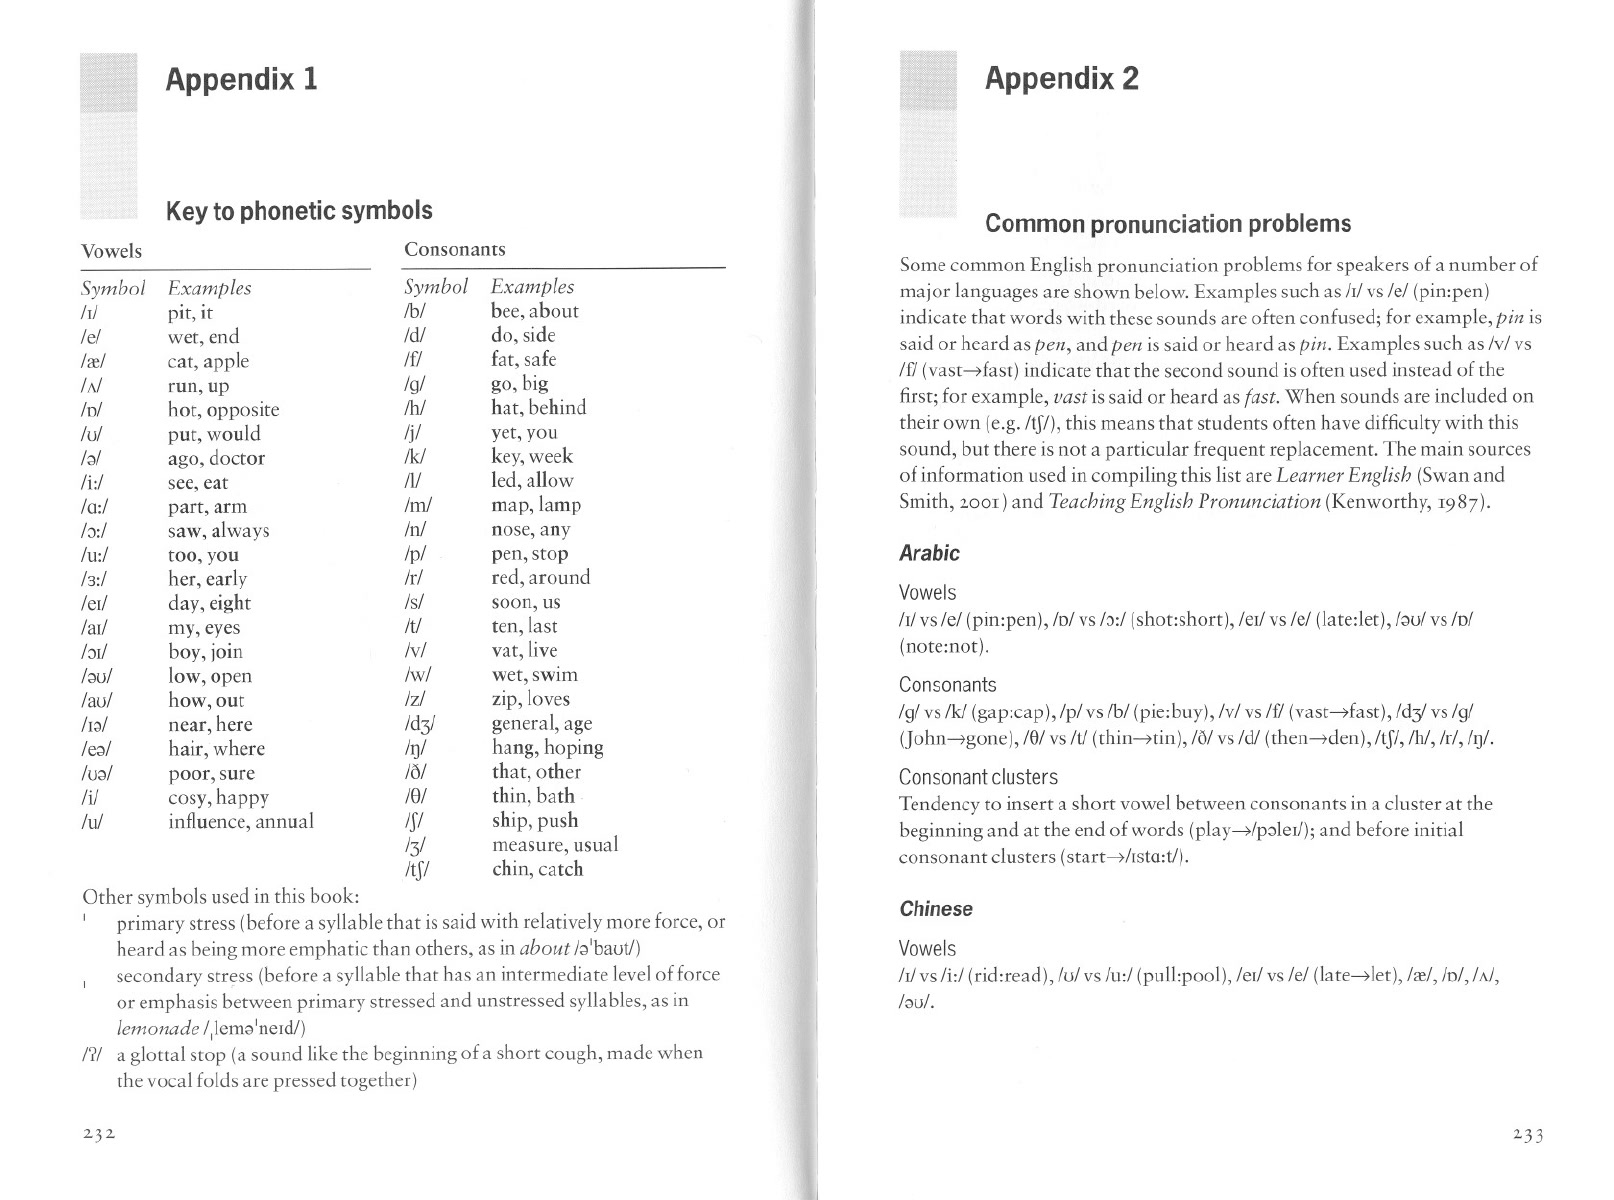 Appendix 1
Key to phonetic symbols
Vowels
Symbol Examples
/ɪ/ pit, it
/e/ wet, end
/æ/ cat, apple
/ʌ/ run, up
/ɒ/ hot, opposite
/ʊ/ put, would
/ə/ ago, doctor
/i:/ see, eat
/ɑ:/ part, arm
/ɔ:/ saw, always
/u:/ too, you
/ɜ:/ her, early
/eɪ/ day, eight
/aɪ/ my, eyes
/ɔɪ/ boy, join
/əʊ/ low, open
/aʊ/ how, out
/ɪə/ near, here
/eə/ hair, where
/ʊə/ poor, sure
/i/ cosy, happy
/u/ influence, annual
Consonants
Symbol Examples
/b/ bee, about
/d/ do, side
/f/ fat, safe
/g/ go, big
/h/ hat, behind
/j/ yet, you
/k/ key, week
/l/ led, allow
/m/ map, lamp
/n/ nose, any
/p/ pen, stop
/r/ red, around
/s/ soon, us
/t/ ten, last
/v/ vat, live
/w/ wet, swim
/z/ zip, loves
/dʒ/ general, age
/ŋ/ hang, hoping
/ð/ that, other
/θ/ thin, bath
/ʃ/ ship, push
/ʒ/ measure, usual
/tʃ/ chin, catch
Other symbols used in this book:
ˈ primary stress (before a syllable that is said with relatively more force, or
heard as being more emphatic than others, as in about /əˈbaʊt/)
ˌ secondary stress (before a syllable that has an intermediate level of force
or emphasis between primary stressed and unstressed syllables, as in
lemonade /ˌleməˈneɪd/)
/ʔ/ a glottal stop (a sound like the beginning of a short cough, made when
the vocal folds are pressed together)
232
Appendix 2
Common pronunciation problems
Some common English pronunciation problems for speakers of a number of
major languages are shown below. Examples such as /ɪ/ vs /e/ (pin:pen)
indicate that words with these sounds are often confused; for example, pin is
said or heard as pen, and pen is said or heard as pin. Examples such as /v/ vs
/f/ (vast→fast) indicate that the second sound is often used instead of the
first; for example, vast is said or heard as fast. When sounds are included on
their own (e.g. /tʃ/), this means that students often have difficulty with this
sound, but there is not a particular frequent replacement. The main sources
of information used in compiling this list are Learner English (Swan and
Smith, 2001) and Teaching English Pronunciation (Kenworthy, 1987).
Arabic
Vowels
/ɪ/ vs /e/ (pin:pen), /ɒ/ vs /ɔ:/ (shot:short), /eɪ/ vs /e/ (late:let), /əʊ/ vs /ɒ/
(note:not).
Consonants
/g/ vs /k/ (gap:cap), /p/ vs /b/ (pie:buy), /v/ vs /f/ (vast→fast), /dʒ/ vs /g/
(John→gone), /θ/ vs /t/ (thin→tin), /ð/ vs /d/ (then→den), /tʃ/, /h/, /r/, /ŋ/.
Consonant clusters
Tendency to insert a short vowel between consonants in a cluster at the
beginning and at the end of words (play→/pəleɪ/); and before initial
consonant clusters (start→/ɪstɑ:t/).
Chinese
Vowels
/ɪ/ vs /i:/ (rid:read), /ʊ/ vs /u:/ (pull:pool), /eɪ/ vs /e/ (late→let), /æ/, /ɒ/, /ʌ/,
/əʊ/.
233